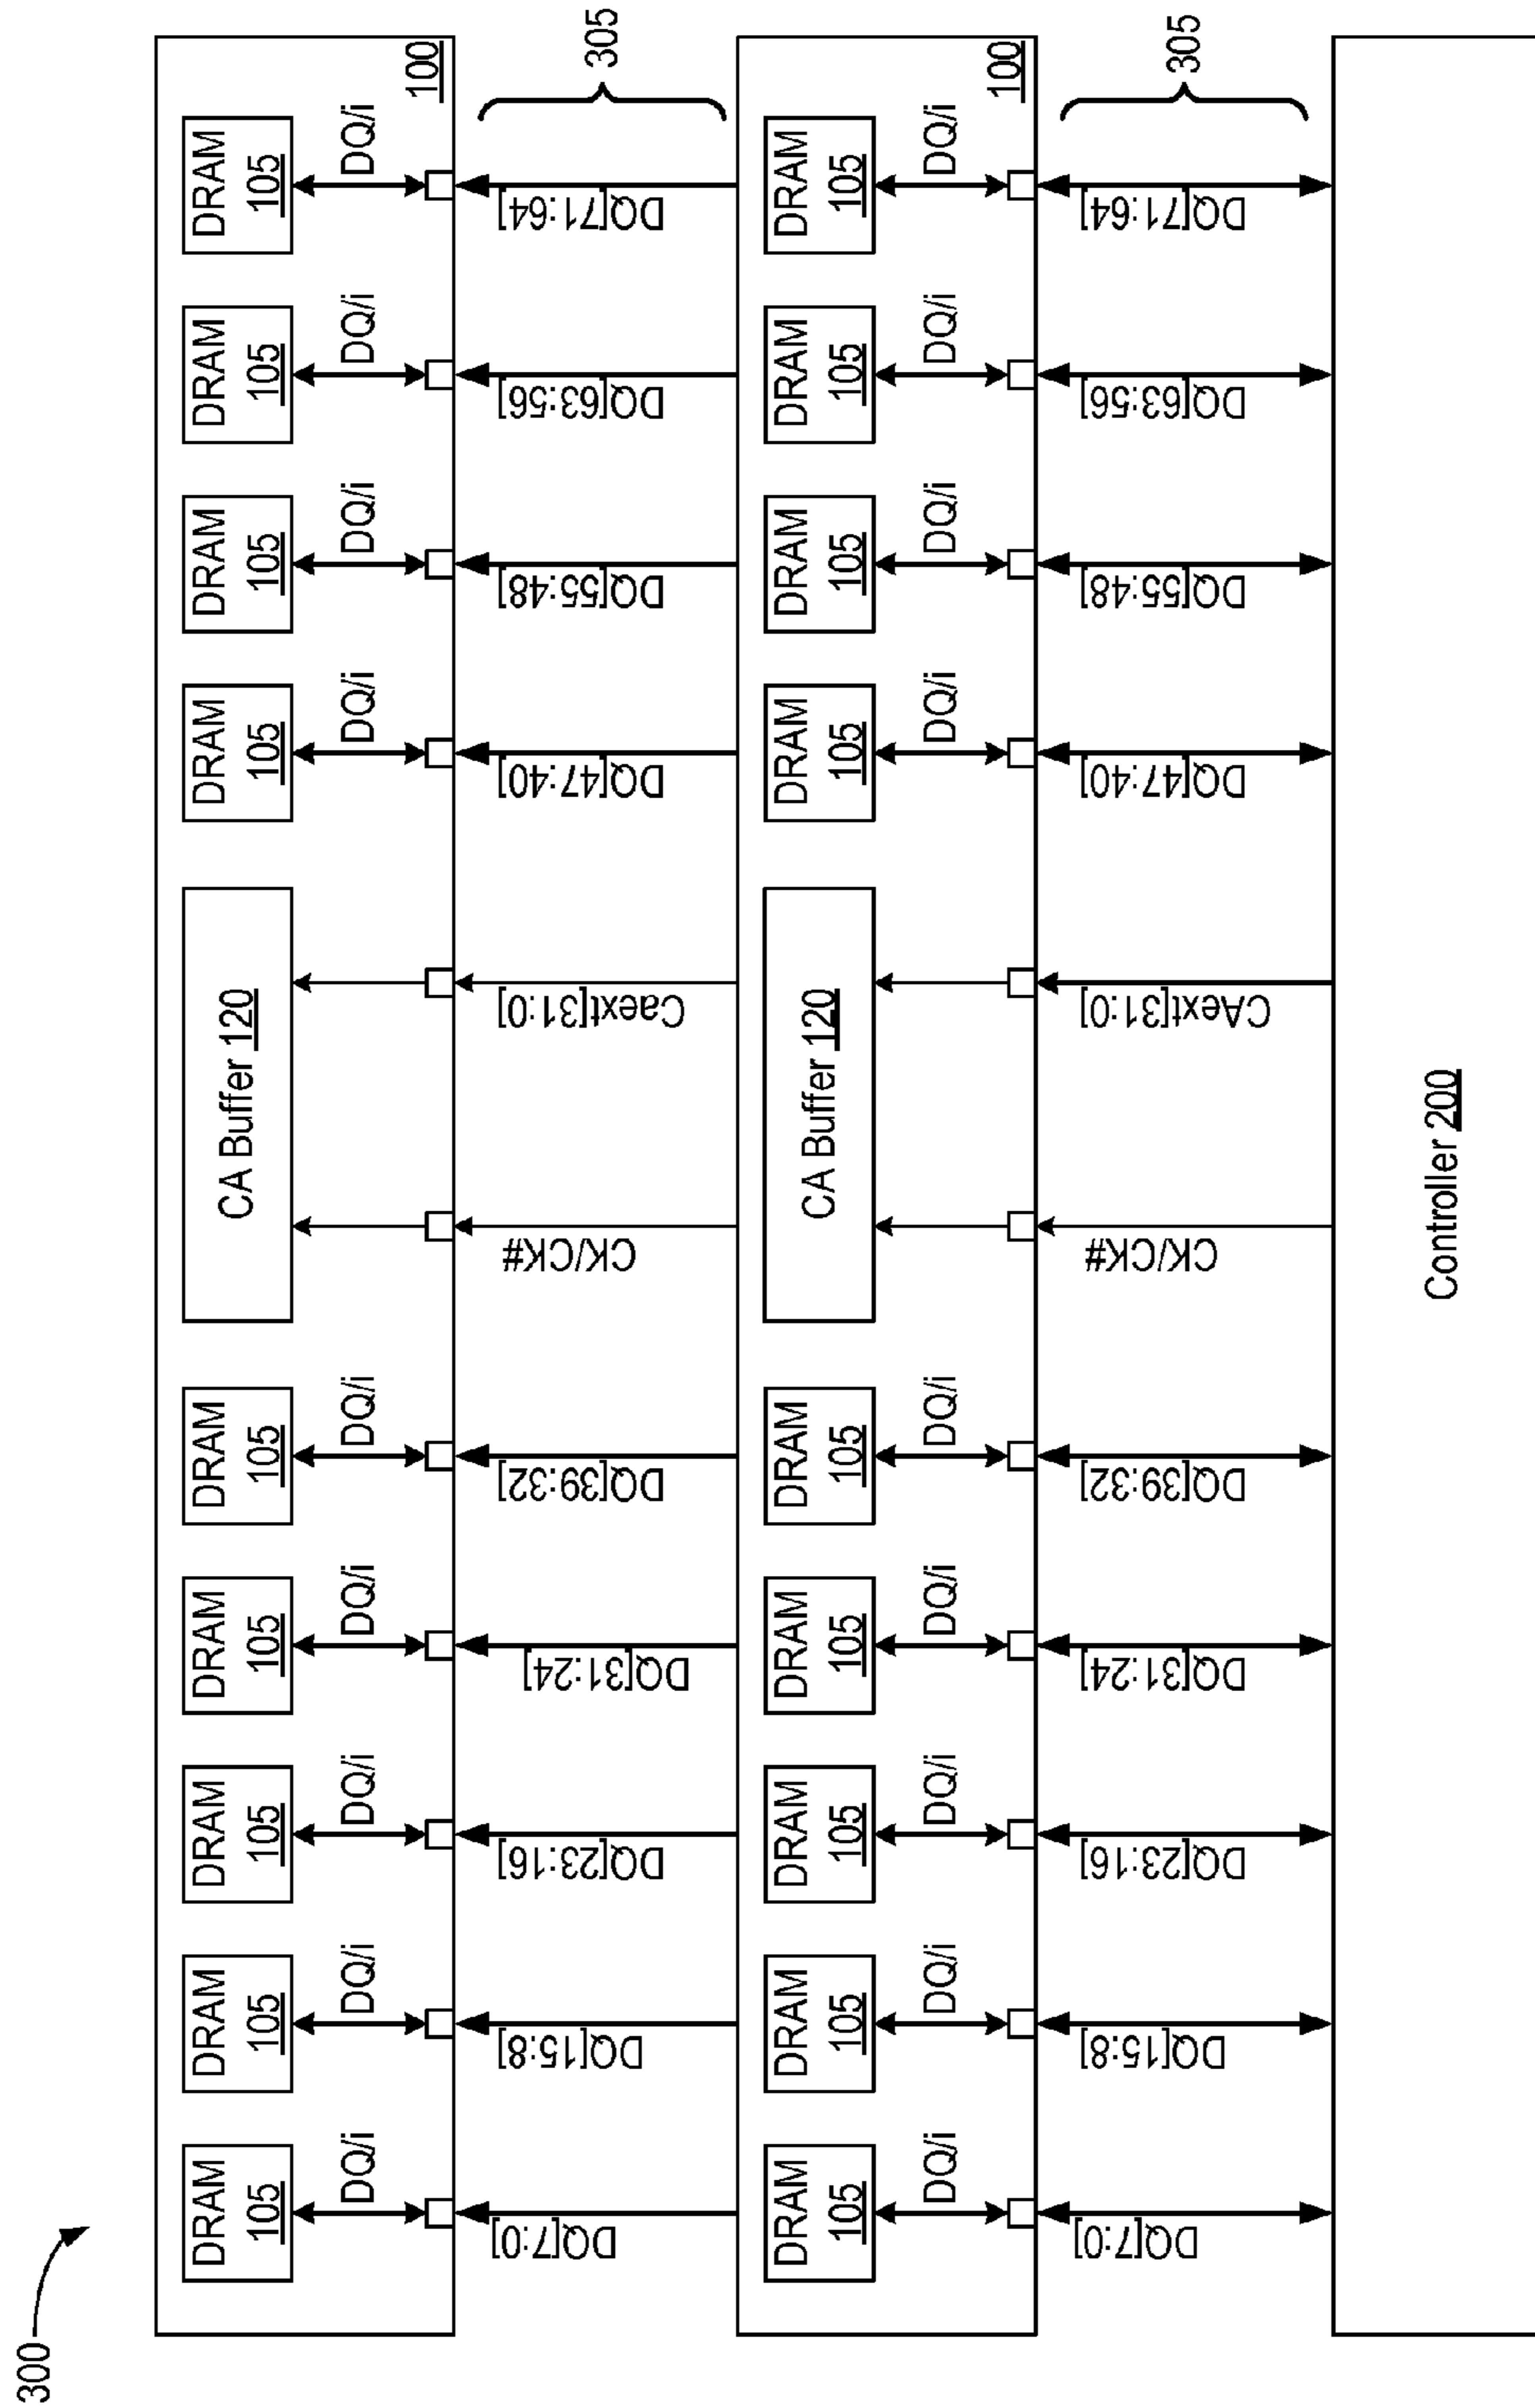 300
DRAM
105
DRAM
105
DRAM
105
DRAM
105
DRAM
105
CA Buffer 120
DRAM
105
DRAM
105
DRAM
105
DRAM
105
DQ/i
DQ/i
DQ/i
DQ/i
DQ/i
DQ/i
DQ/i
DQ/i
DQ/i
100
DQ[7:0]
DQ[15:8]
DQ[23:16]
DQ[31:24]
DQ[39:32]
CK/CK#
Caext[31:0]
DQ[47:40]
DQ[55:48]
DQ[63:56]
DQ[71:64]
305
DRAM
105
DRAM
105
DRAM
105
DRAM
105
DRAM
105
CA Buffer 120
DRAM
105
DRAM
105
DRAM
105
DRAM
105
DQ/i
DQ/i
DQ/i
DQ/i
DQ/i
DQ/i
DQ/i
DQ/i
DQ/i
100
DQ[7:0]
DQ[15:8]
DQ[23:16]
DQ[31:24]
DQ[39:32]
CK/CK#
CAext[31:0]
DQ[47:40]
DQ[55:48]
DQ[63:56]
DQ[71:64]
305
Controller 200